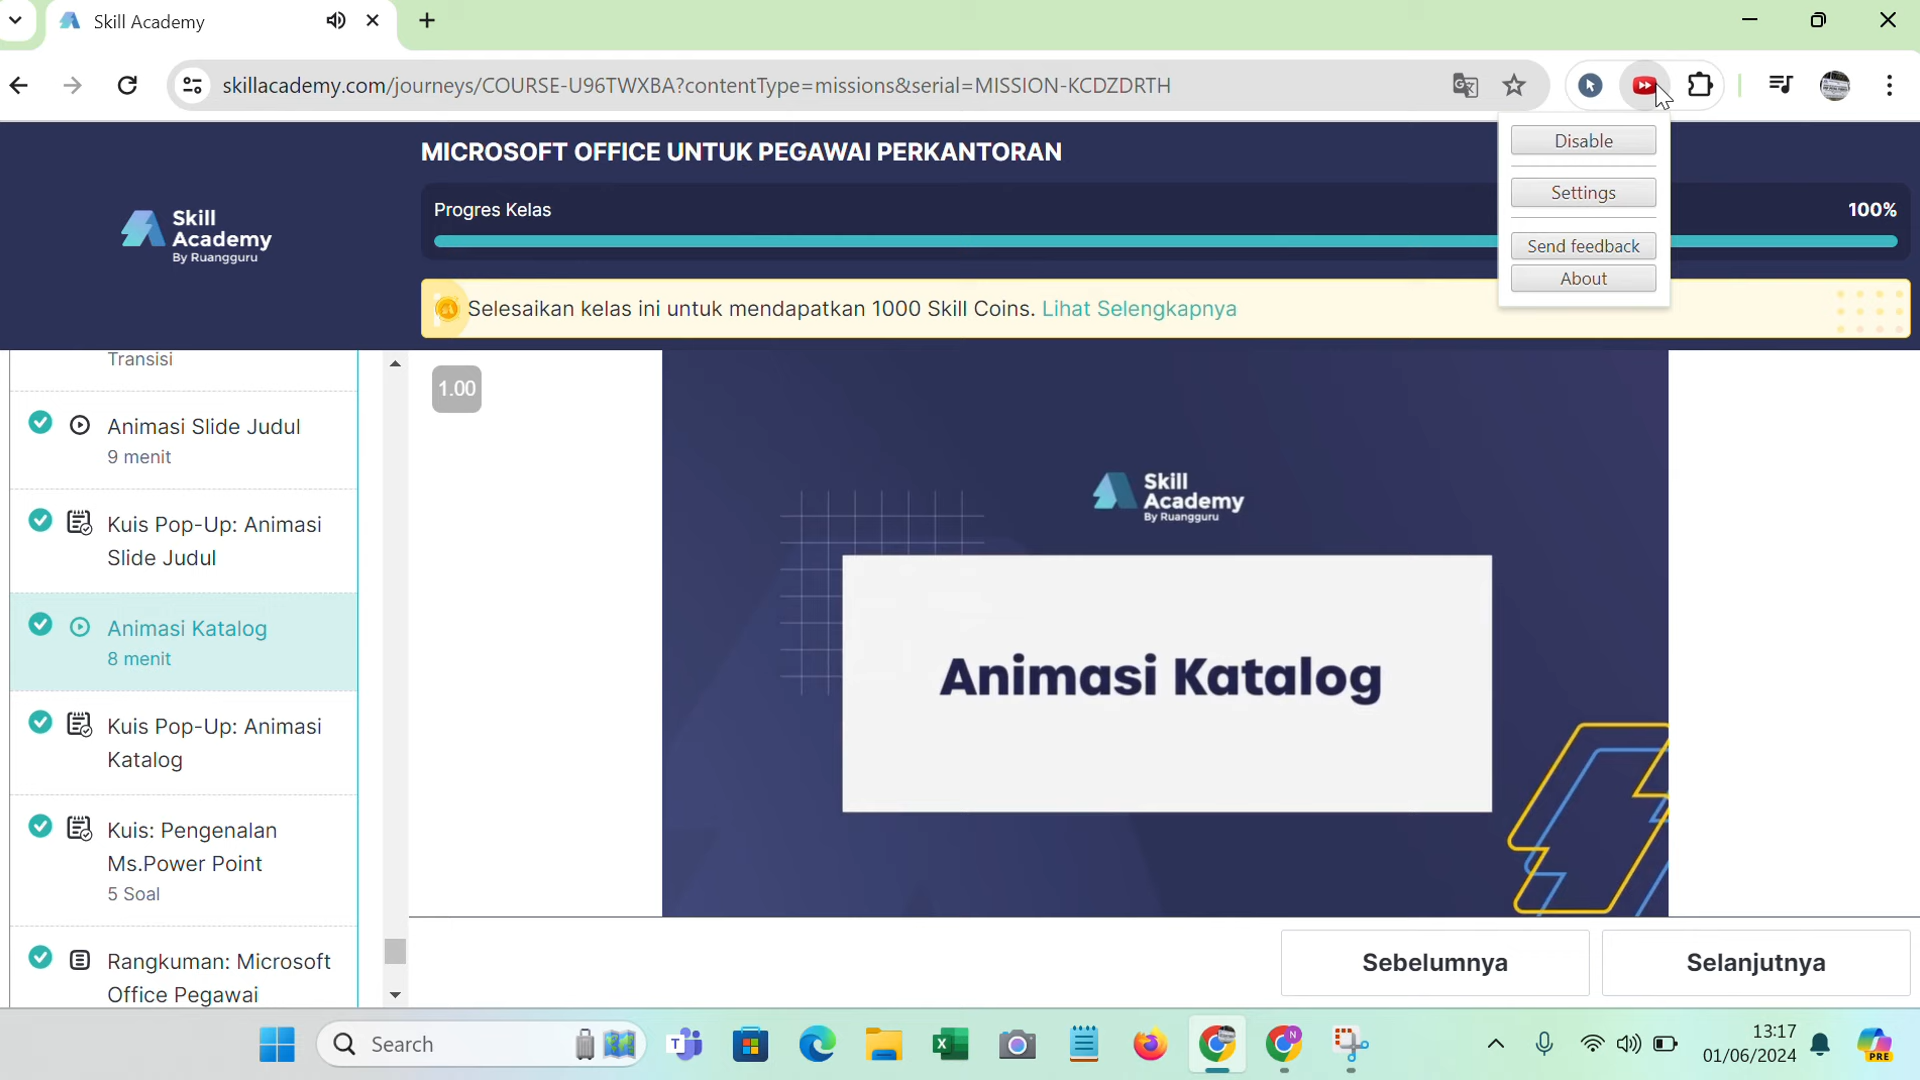 Skill Academy
skillacademy.com/journeys/COURSE-U96TWXBA?contentType=missions&serial=MISSION-KCDZDRTH
Disable
Settings
Send feedback
About
Skill
Academy
By Ruangguru
MICROSOFT OFFICE UNTUK PEGAWAI PERKANTORAN
Progres Kelas
100%
Selesaikan kelas ini untuk mendapatkan 1000 Skill Coins. Lihat Selengkapnya
Transisi
Animasi Slide Judul
9 menit
Kuis Pop-Up: Animasi
Slide Judul
Animasi Katalog
8 menit
Kuis Pop-Up: Animasi
Katalog
Kuis: Pengenalan
Ms.Power Point
5 Soal
Rangkuman: Microsoft
Office Pegawai
1.00
Skill
Academy
By Ruangguru
Animasi Katalog
Sebelumnya
Selanjutnya
Search
13:17
01/06/2024
PRE